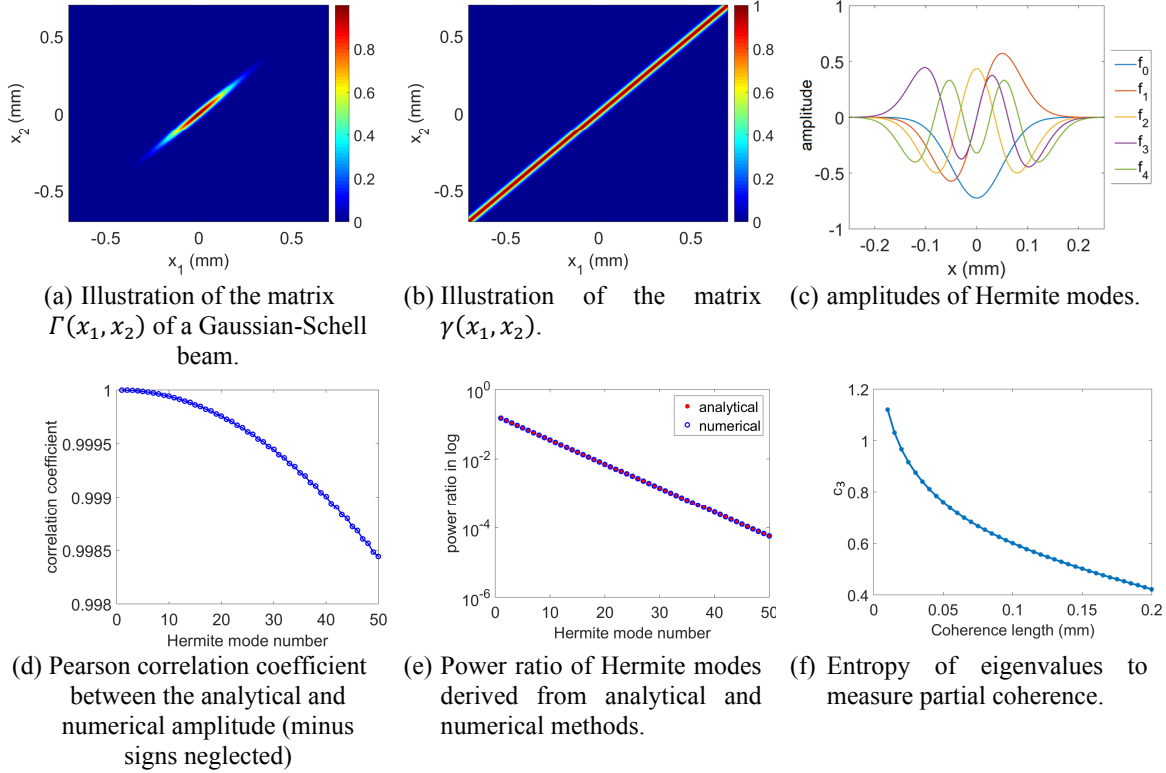 0.5
0
-0.5
x₂ (mm)
-0.5 0 0.5
x₁ (mm)
0.8
0.6
0.4
0.2
0
0.5
0
-0.5
x₂ (mm)
-0.5 0 0.5
x₁ (mm)
1
0.8
0.6
0.4
0.2
0
1
0.5
0
-0.5
-1
amplitude
-0.2 -0.1 0 0.1 0.2
x (mm)
f₀
f₁
f₂
f₃
f₄
(a) Illustration of the matrix
Γ(x₁, x₂) of a Gaussian-Schell
beam.
(b) Illustration of the matrix
γ(x₁, x₂).
(c) amplitudes of Hermite modes.
1
0.9995
0.999
0.9985
0.998
correlation coefficient
0 10 20 30 40 50
Hermite mode number
10⁰
10⁻²
10⁻⁴
10⁻⁶
power ratio in log
analytical
numerical
0 10 20 30 40 50
Hermite mode number
1.2
1
0.8
0.6
0.4
c₃
0 0.05 0.1 0.15 0.2
Coherence length (mm)
(d) Pearson correlation coefficient
between the analytical and
numerical amplitude (minus
signs neglected)
(e) Power ratio of Hermite modes
derived from analytical and
numerical methods.
(f) Entropy of eigenvalues to
measure partial coherence.